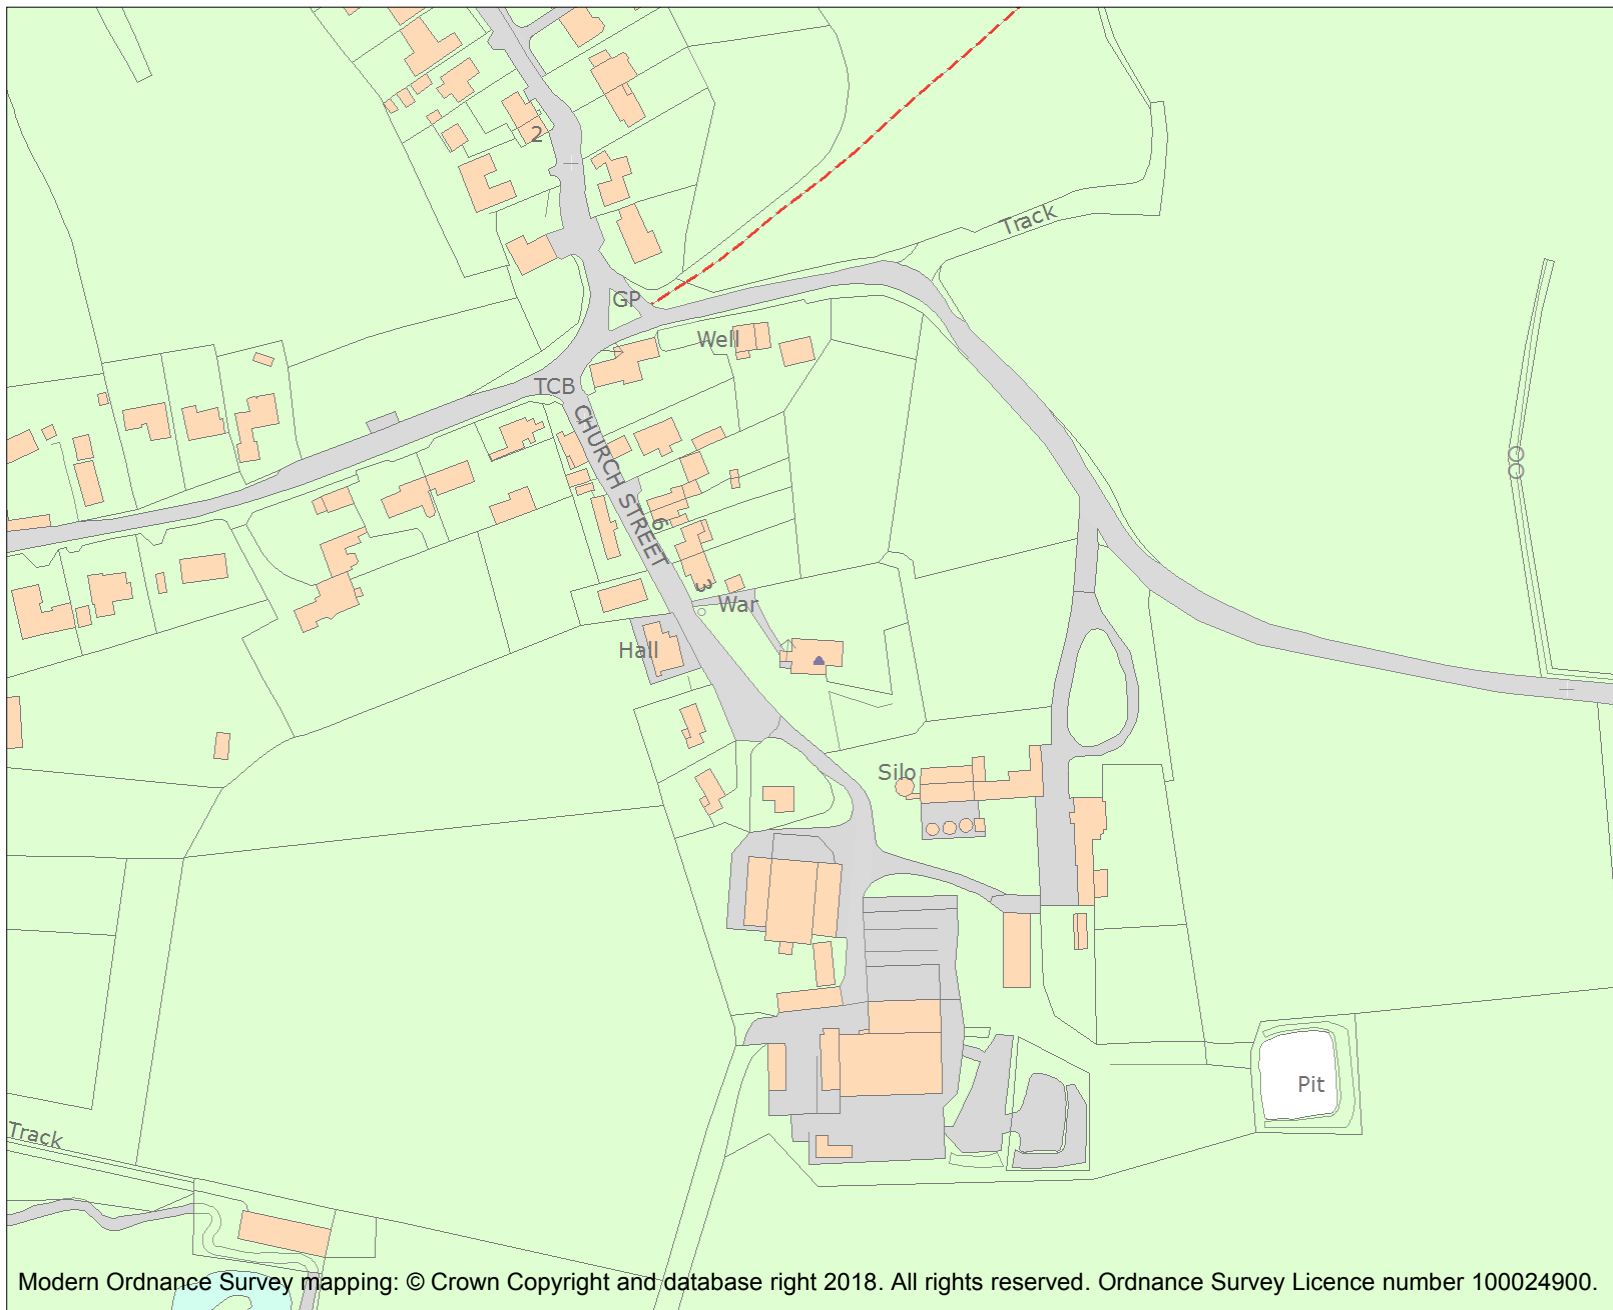 2
Track
GP
Well
TCB
CHURCH STREET
6
3
War
Hall
Silo
Pit
Track
Modern Ordnance Survey mapping: © Crown Copyright and database right 2018. All rights reserved. Ordnance Survey Licence number 100024900.